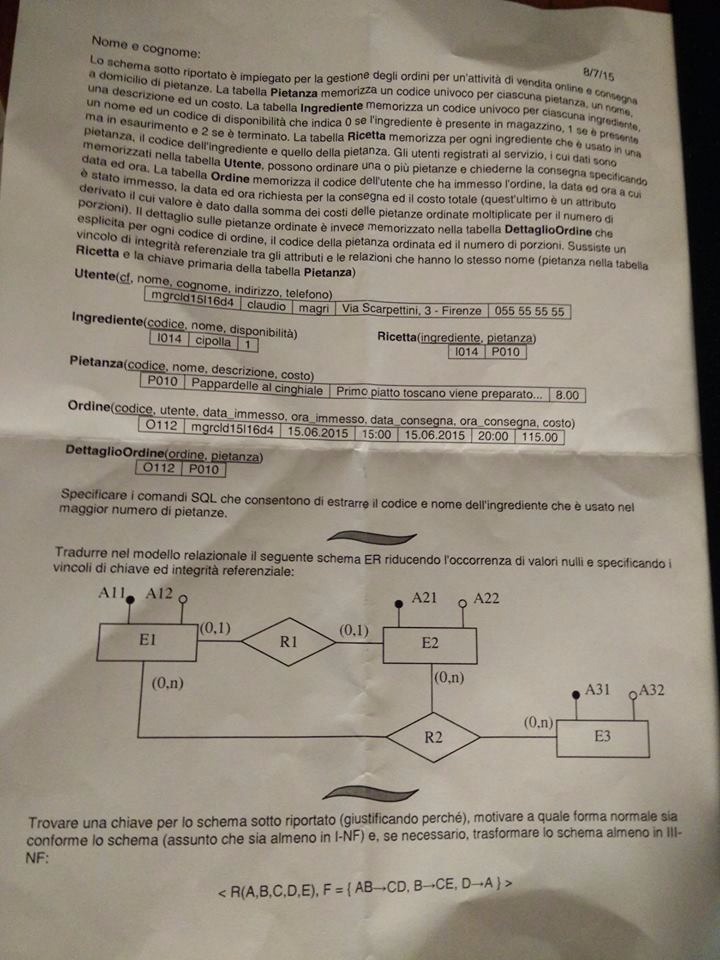 Nome e cognome:
8/7/15
Lo schema sotto riportato è impiegato per la gestione degli ordini per un'attività di vendita online e consegna
a domicilio di pietanze. La tabella Pietanza memorizza un codice univoco per ciascuna pietanza, un nome,
una descrizione ed un costo. La tabella Ingrediente memorizza un codice univoco per ciascuna ingrediente,
un nome ed un codice di disponibilità che indica 0 se l'ingrediente è presente in magazzino, 1 se è presente
ma in esaurimento e 2 se è terminato. La tabella Ricetta memorizza per ogni ingrediente che è usato in una
pietanza, il codice dell'ingrediente e quello della pietanza. Gli utenti registrati al servizio, i cui dati sono
memorizzati nella tabella Utente, possono ordinare una o più pietanze e chiederne la consegna specificando
data ed ora. La tabella Ordine memorizza il codice dell'utente che ha immesso l'ordine, la data ed ora a cui
è stato immesso, la data ed ora richiesta per la consegna ed il costo totale (quest'ultimo è un attributo
derivato il cui valore è dato dalla somma dei costi delle pietanze ordinate moltiplicate per il numero di
porzioni). Il dettaglio sulle pietanze ordinate è invece memorizzato nella tabella DettaglioOrdine che
esplicita per ogni codice di ordine, il codice della pietanza ordinata ed il numero di porzioni. Sussiste un
vincolo di integrità referenziale tra gli attributi e le relazioni che hanno lo stesso nome (pietanza nella tabella
Ricetta e la chiave primaria della tabella Pietanza)
Utente(cf, nome, cognome, indirizzo, telefono)
mgrcld15l16d4 claudio magri Via Scarpettini, 3 - Firenze 055 55 55 55
Ingrediente(codice, nome, disponibilità)
I014 cipolla 1
Ricetta(ingrediente, pietanza)
I014 P010
Pietanza(codice, nome, descrizione, costo)
P010 Pappardelle al cinghiale Primo piatto toscano viene preparato... 8.00
Ordine(codice, utente, data_immesso, ora_immesso, data_consegna, ora_consegna, costo)
O112 mgrcld15l16d4 15.06.2015 15:00 15.06.2015 20:00 115.00
DettaglioOrdine(ordine, pietanza)
O112 P010
Specificare i comandi SQL che consentono di estrarre il codice e nome dell'ingrediente che è usato nel
maggior numero di pietanze.
Tradurre nel modello relazionale il seguente schema ER riducendo l'occorrenza di valori nulli e specificando i
vincoli di chiave ed integrità referenziale:
A11 A12
A21 A22
E1 (0,1) R1 (0,1) E2
(0,n) (0,n)
A31 A32
R2 (0,n) E3
Trovare una chiave per lo schema sotto riportato (giustificando perché), motivare a quale forma normale sia
conforme lo schema (assunto che sia almeno in I-NF) e, se necessario, trasformare lo schema almeno in III-
NF:
< R(A,B,C,D,E), F = { AB→CD, B→CE, D→A } >